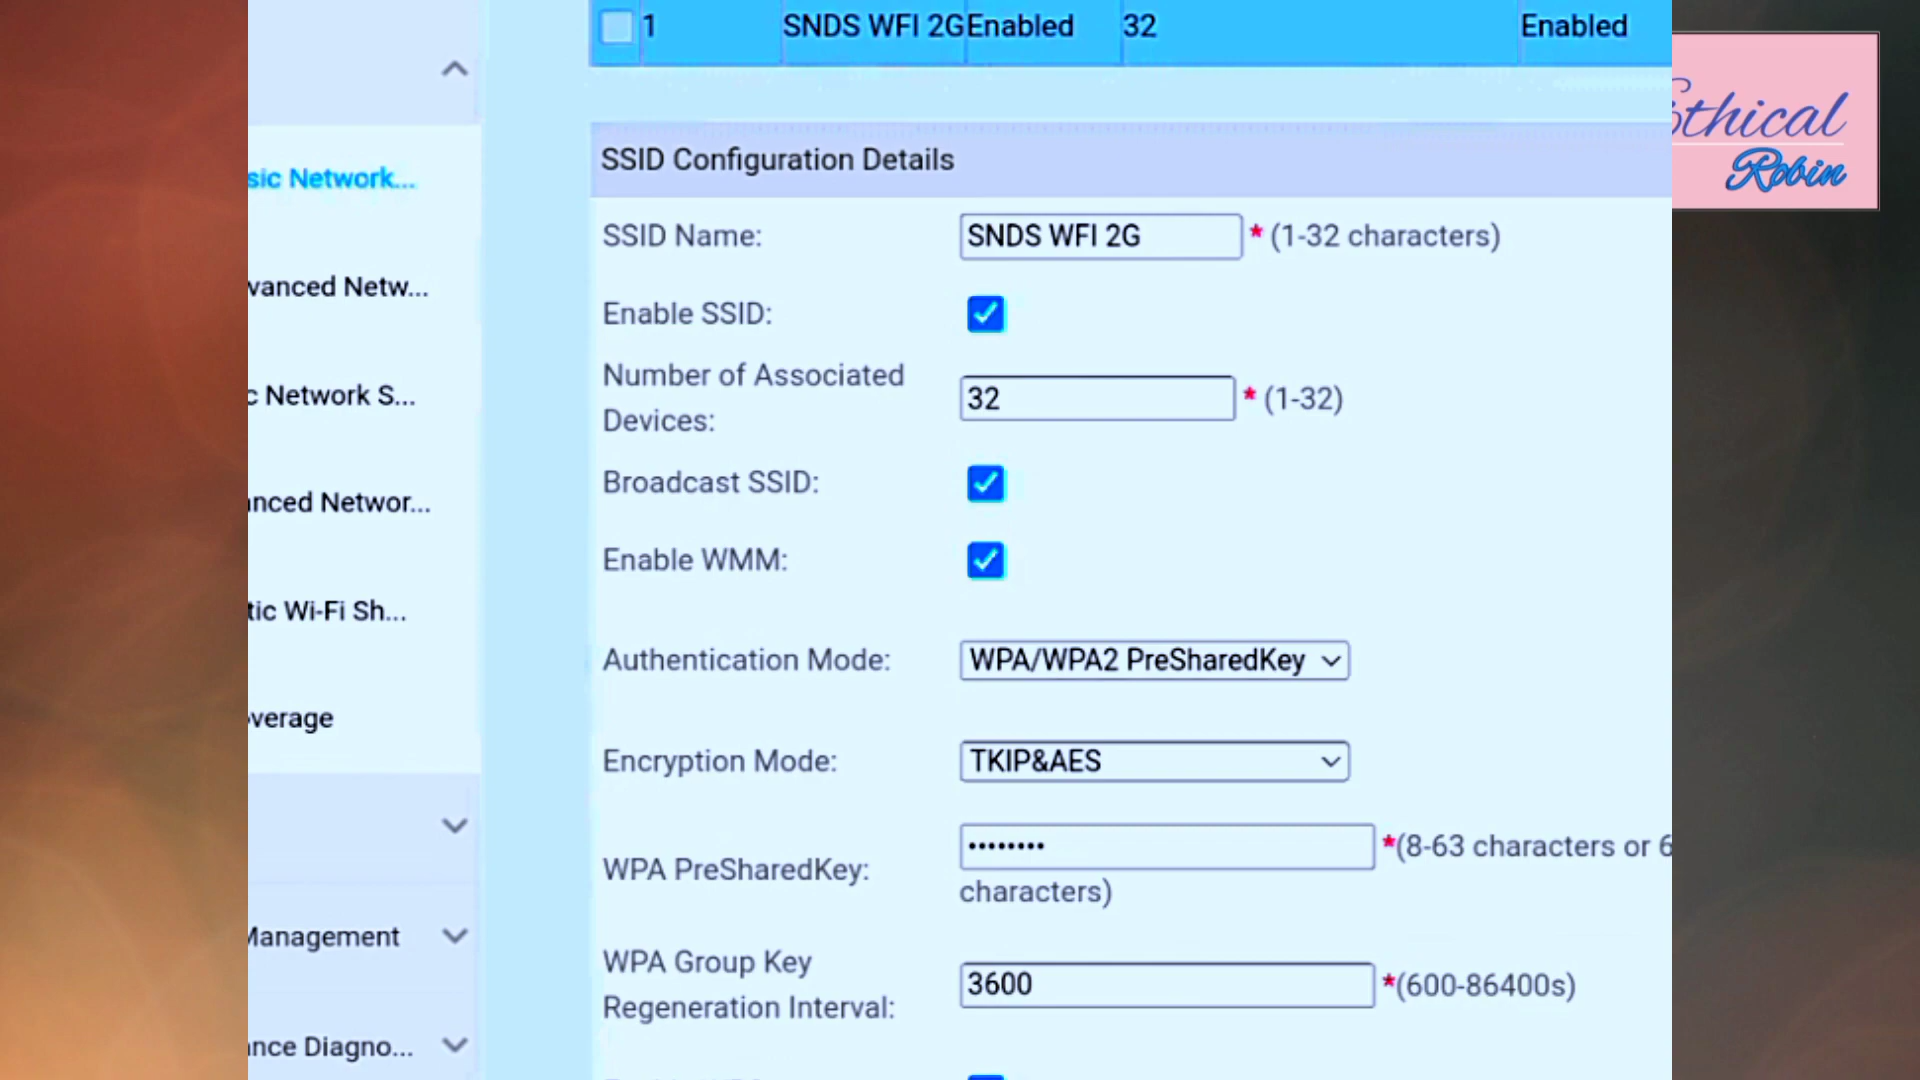 1 SNDS WFI 2G Enabled 32 Enabled
Ethical
Robin
SSID Configuration Details
sic Network...
SSID Name: SNDS WFI 2G * (1-32 characters)
vanced Netw...
Enable SSID:
Number of Associated
Devices: 32 * (1-32)
c Network S...
Broadcast SSID:
nced Networ...
Enable WMM:
tic Wi-Fi Sh...
Authentication Mode: WPA/WPA2 PreSharedKey
verage
Encryption Mode: TKIP&AES
WPA PreSharedKey: •••••••• *(8-63 characters or 6
characters)
Management
WPA Group Key
Regeneration Interval: 3600 *(600-86400s)
nce Diagno...